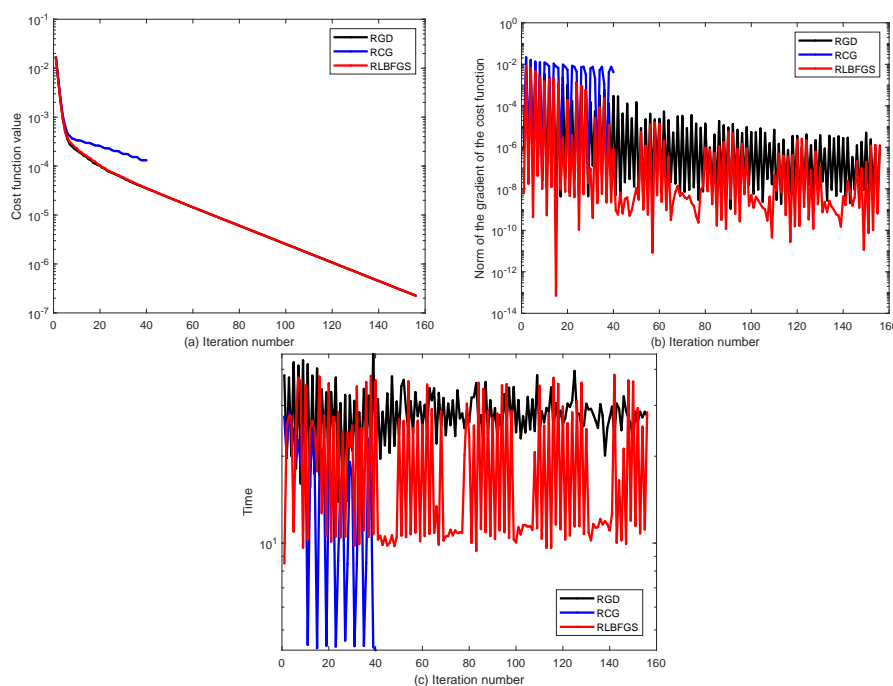 10^-1
10^-2
10^-3
10^-4
10^-5
10^-6
10^-7
Cost function value
0 20 40 60 80 100 120 140 160
(a) Iteration number
RGD
RCG
RLBFGS
10^0
10^-2
10^-4
10^-6
10^-8
10^-10
10^-12
10^-14
Norm of the gradient of the cost function
0 20 40 60 80 100 120 140 160
(b) Iteration number
RGD
RCG
RLBFGS
10^1
Time
0 20 40 60 80 100 120 140 160
(c) Iteration number
RGD
RCG
RLBFGS